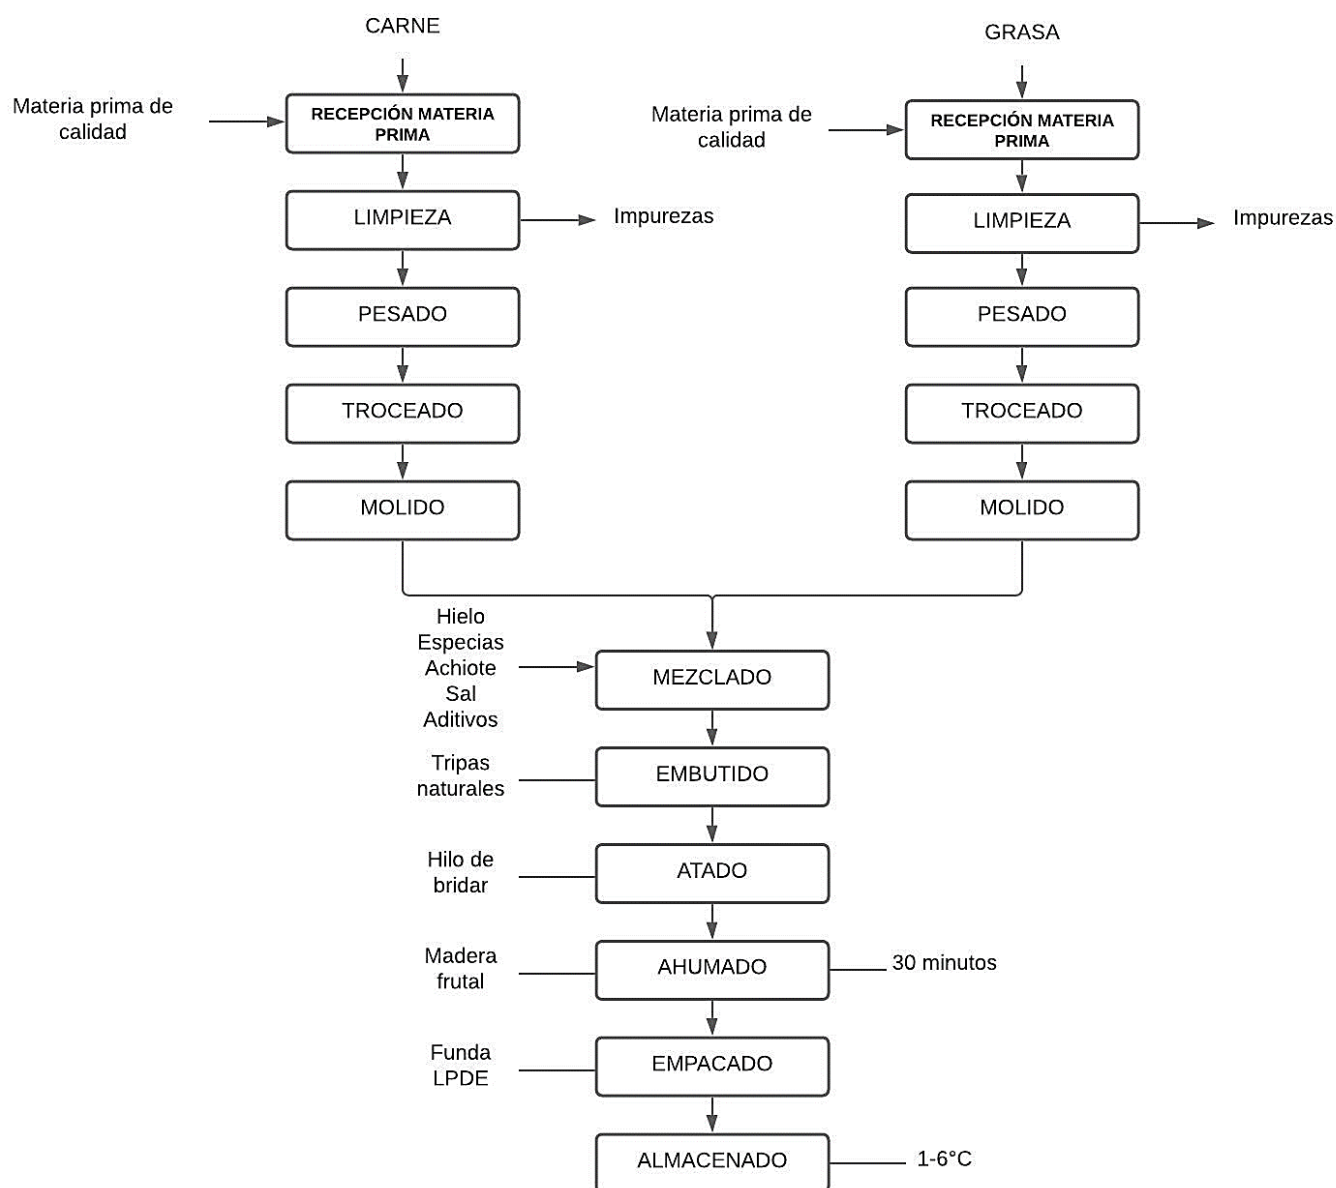 CARNE
GRASA
Materia prima de
calidad
RECEPCIÓN MATERIA
PRIMA
Materia prima de
calidad
RECEPCIÓN MATERIA
PRIMA
LIMPIEZA
Impurezas
LIMPIEZA
Impurezas
PESADO
PESADO
TROCEADO
TROCEADO
MOLIDO
MOLIDO
Hielo
Especias
Achiote
Sal
Aditivos
MEZCLADO
Tripas
naturales
EMBUTIDO
Hilo de
bridar
ATADO
Madera
frutal
AHUMADO
30 minutos
Funda
LPDE
EMPACADO
ALMACENADO
1-6°C